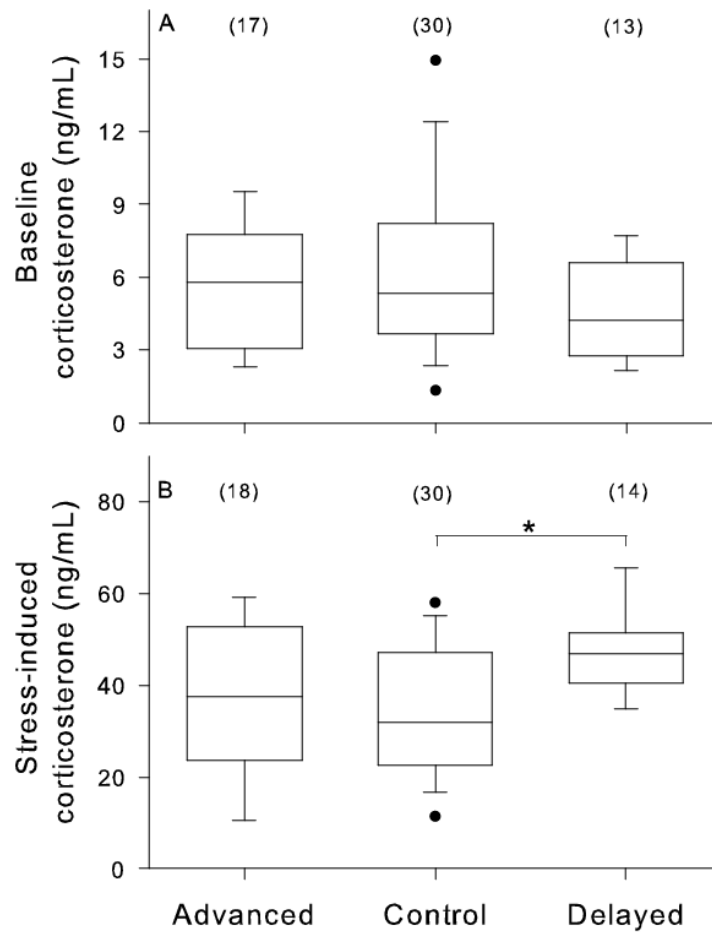 A (17) (30) (13)
15
12
9
6
3
0
Baseline
corticosterone (ng/mL)
B (18) (30) (14)
80
60
40
20
0
*
Stress-induced
corticosterone (ng/mL)
Advanced Control Delayed